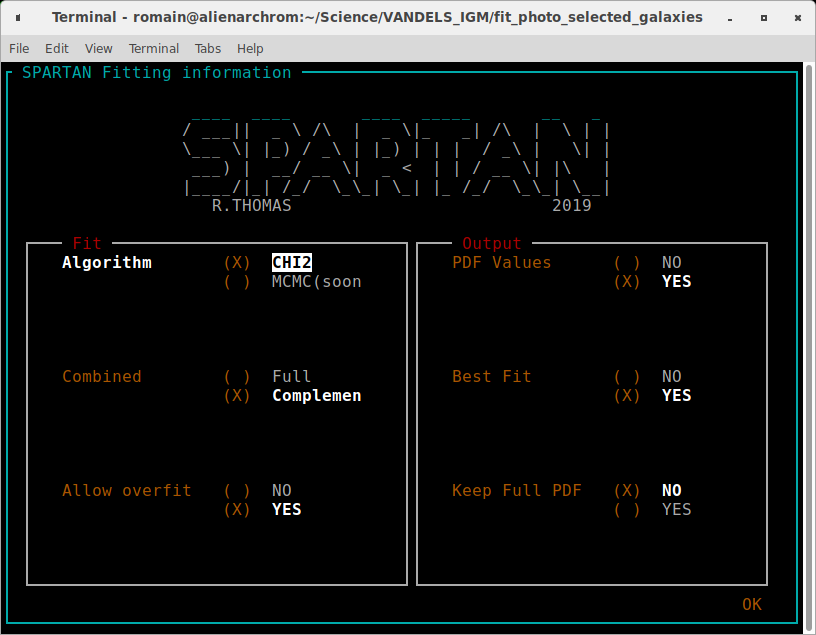 Terminal - romain@alienarchrom:~/Science/VANDELS_IGM/fit_photo_selected_galaxies
File Edit View Terminal Tabs Help
SPARTAN Fitting information
SPARTAN
R.THOMAS 2019
Fit
Algorithm (X) CHI2
( ) MCMC(soon
Combined ( ) Full
(X) Complemen
Allow overfit ( ) NO
(X) YES
Output
PDF Values ( ) NO
(X) YES
Best Fit ( ) NO
(X) YES
Keep Full PDF (X) NO
( ) YES
OK